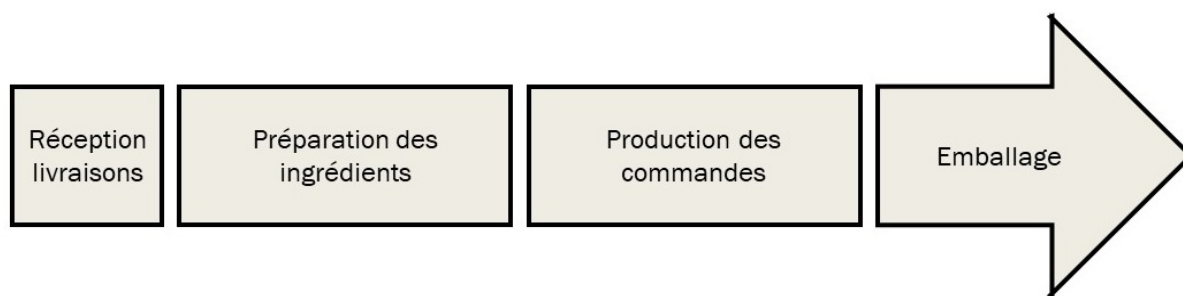 Réception
livraisons
Préparation des
ingrédients
Production des
commandes
Emballage